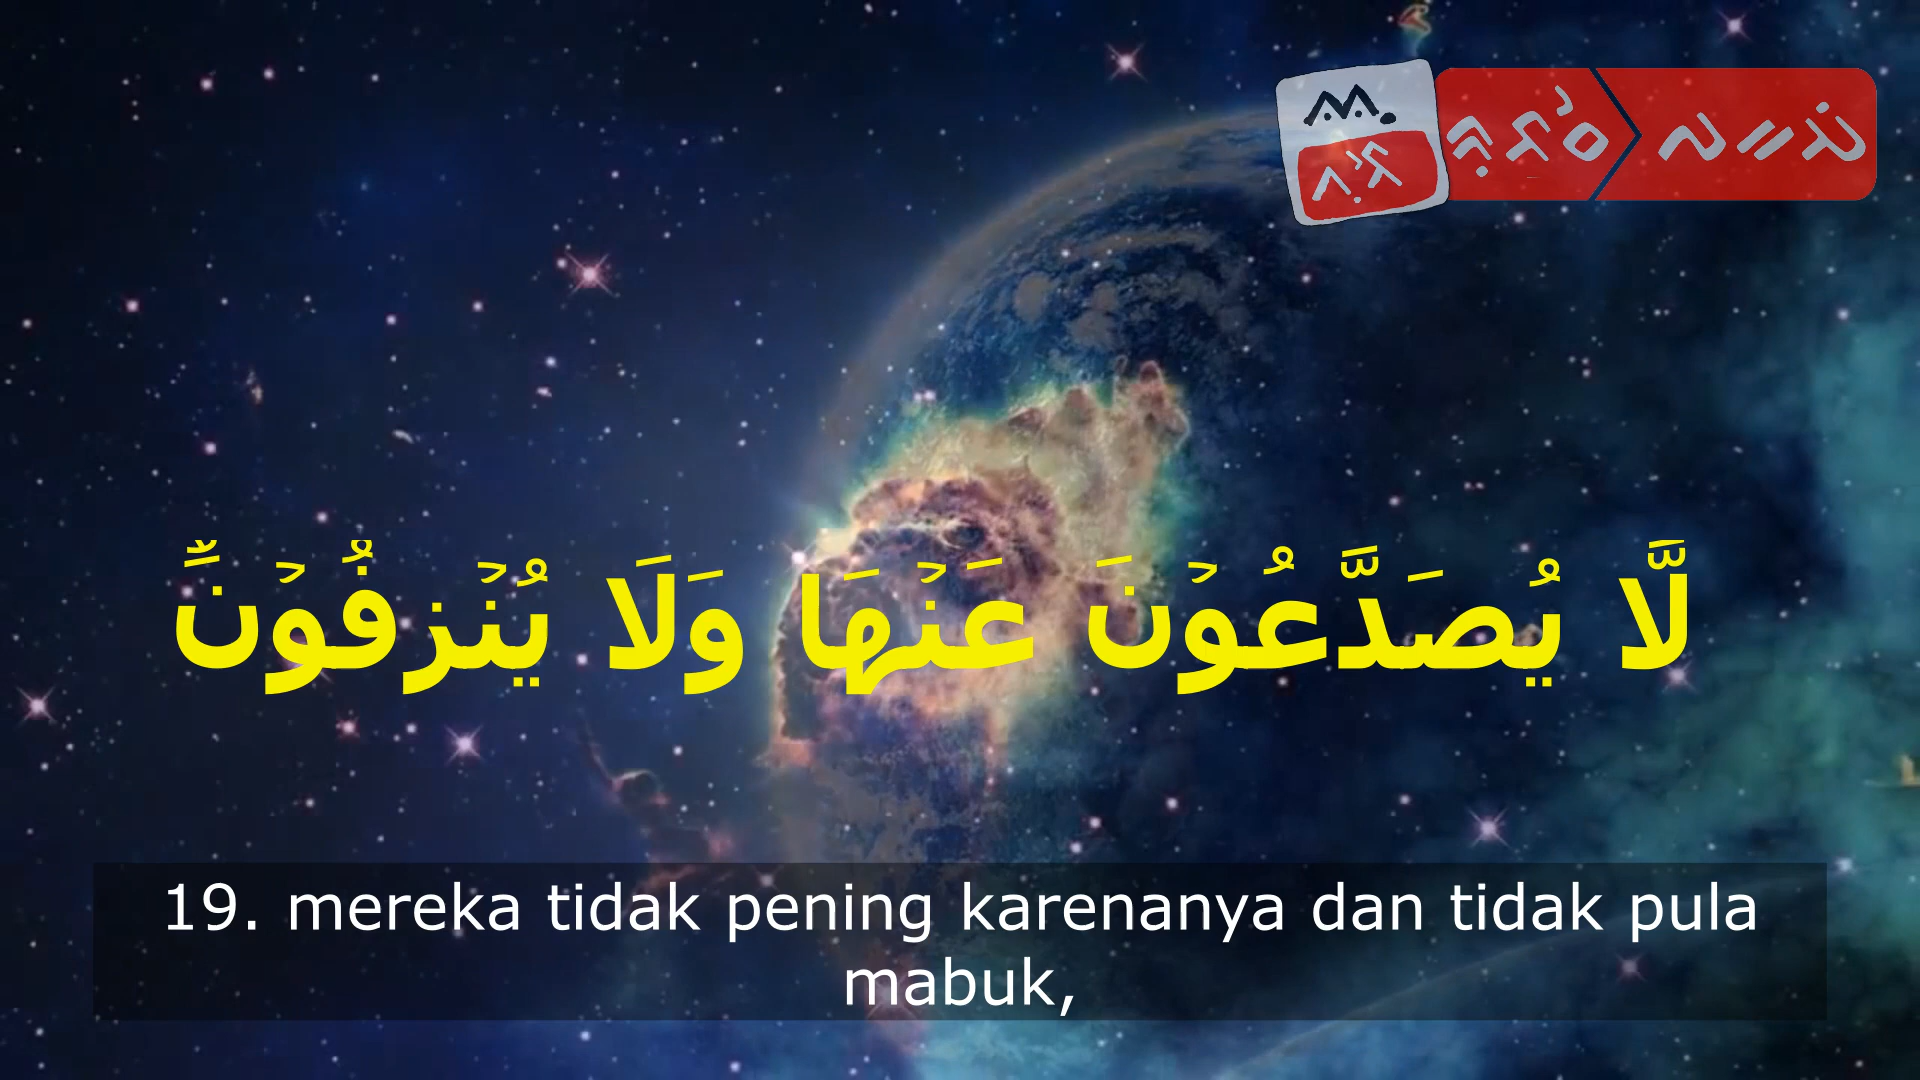 لَّا يُصَدَّعُوۡنَ عَنۡهَا وَلَا يُنۡزِفُوۡنَۙ
19. mereka tidak pening karenanya dan tidak pula
mabuk,